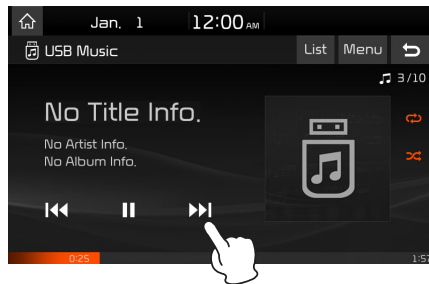 Jan. 1 12:00 AM
USB Music List Menu
3/10
No Title Info.
No Artist Info.
No Album Info.
0:25 1:57